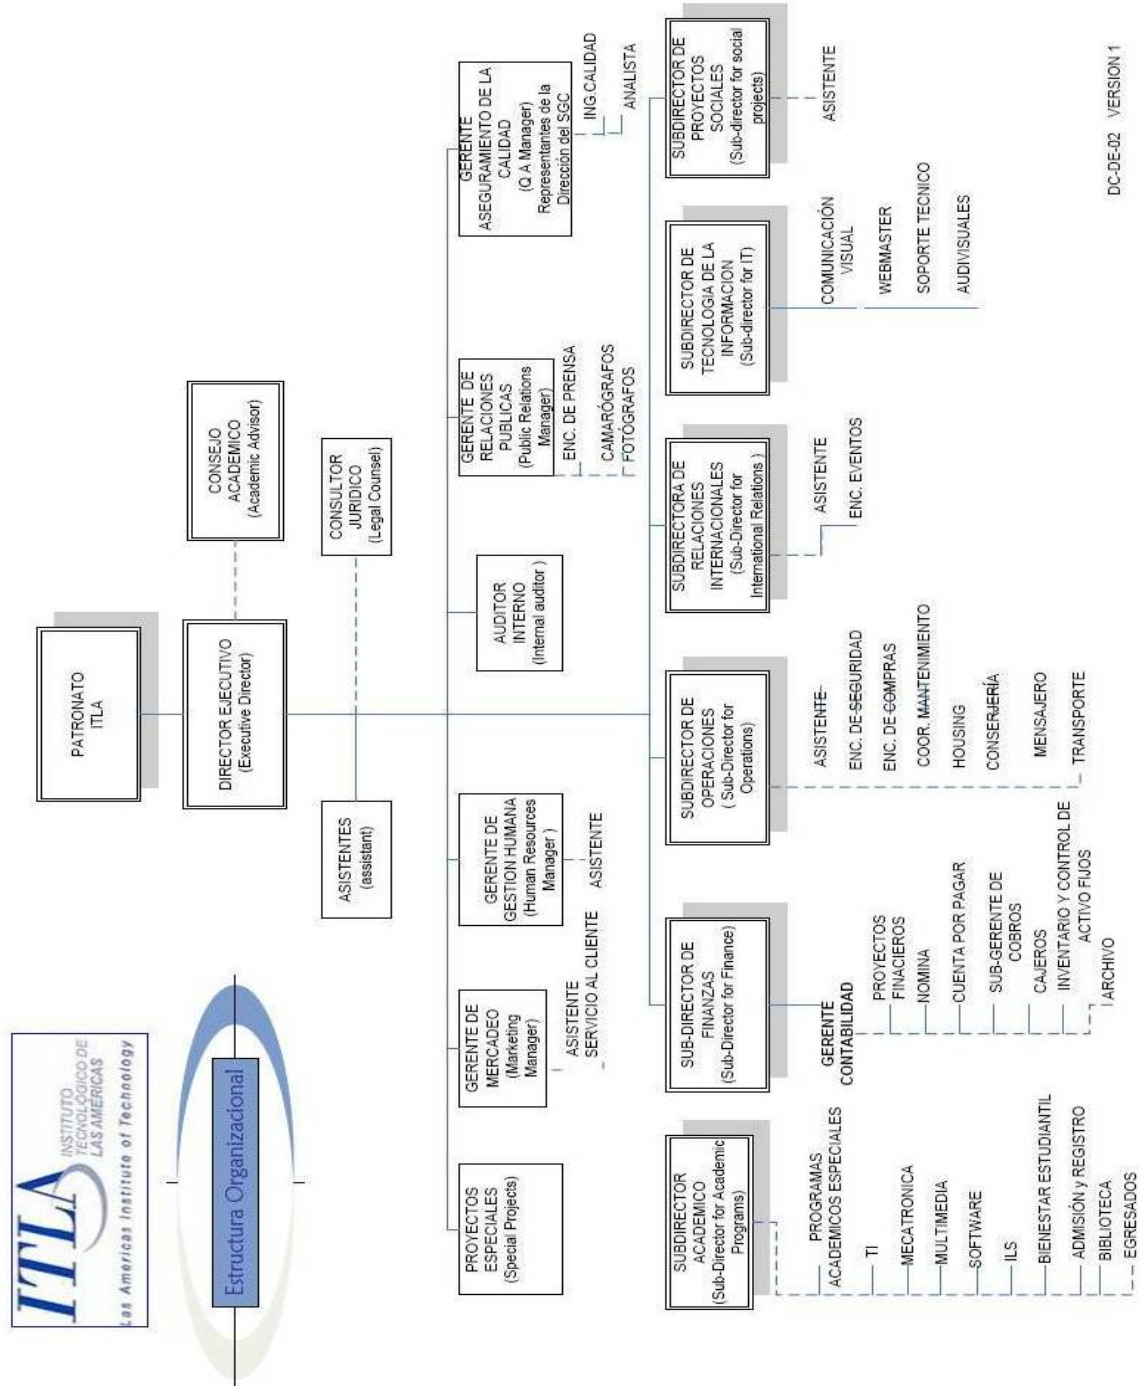 ITLA
INSTITUTO
TECNOLÓGICO DE
LAS AMÉRICAS
Las Americas Institute of Technology
Estructura Organizacional
PATRONATO
ITLA
DIRECTOR EJECUTIVO
(Executive Director)
CONSEJO
ACADEMICO
(Academic Advisor)
ASISTENTES
(assistant)
CONSULTOR
JURIDICO
(Legal Counsel)
PROYECTOS
ESPECIALES
(Special Projects)
GERENTE DE
MERCADEO
(Marketing
Manager)
ASISTENTE
SERVICIO AL CLIENTE
GERENTE DE
GESTION HUMANA
(Human Resources
Manager )
ASISTENTE
AUDITOR
INTERNO
(Internal auditor )
GERENTE DE
RELACIONES
PUBLICAS
(Public Relations
Manager)
ENC. DE PRENSA
CAMARÓGRAFOS
FOTÓGRAFOS
GERENTE
ASEGURAMIENTO DE LA
CALIDAD
(Q.A Manager)
Representantes de la
Dirección del SGC
ING.CALIDAD
ANALISTA
SUBDIRECTOR
ACADEMICO
(Sub-Director for Academic
Programs)
PROGRAMAS
ACADEMICOS ESPECIALES
TI
MECATRONICA
MULTIMEDIA
SOFTWARE
ILS
BIENESTAR ESTUDIANTIL
ADMISIÓN y REGISTRO
BIBLIOTECA
EGRESADOS
SUB-DIRECTOR DE
FINANZAS
(Sub-Director for Finance)
GERENTE
CONTABILIDAD
PROYECTOS
FINACIEROS
NOMINA
CUENTA POR PAGAR
SUB-GERENTE DE
COBROS
CAJEROS
INVENTARIO Y CONTROL DE
ACTIVO FIJOS
ARCHIVO
SUBDIRECTOR DE
OPERACIONES
( Sub-Director for
Operations)
ASISTENTE
ENC. DE SEGURIDAD
ENC. DE COMPRAS
COOR. MANTENIMIENTO
HOUSING
CONSERJERÍA
MENSAJERO
TRANSPORTE
SUBDIRECTORA DE
RELACIONES
INTERNACIONALES
(Sub-Director for
International Relations )
ASISTENTE
ENC. EVENTOS
SUBDIRECTOR DE
TECNOLOGIA DE LA
INFORMACION
(Sub-director for IT)
COMUNICACIÓN
VISUAL
WEBMASTER
SOPORTE TECNICO
AUDIVISUALES
SUBDIRECTOR DE
PROYECTOS
SOCIALES
(Sub-director for social
projects)
ASISTENTE
DC-DE-02 VERSION 1